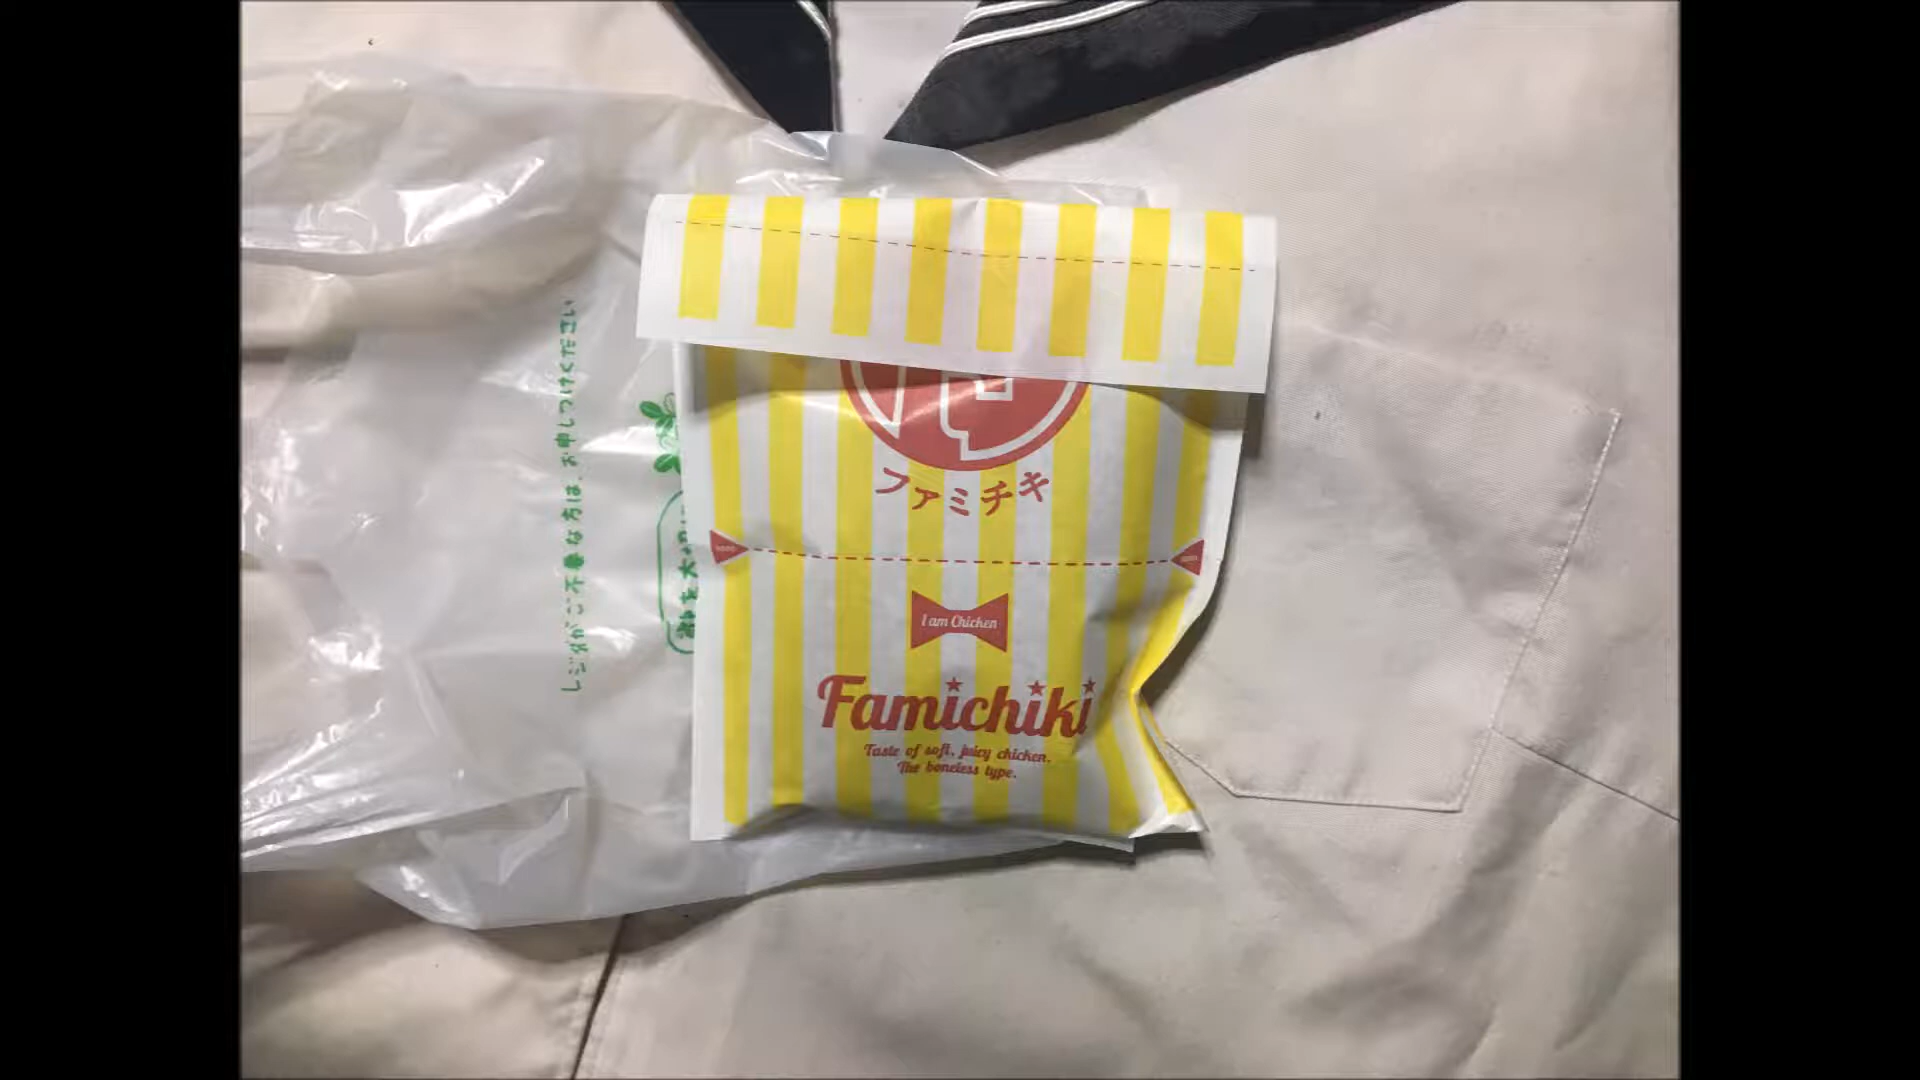 レジ袋がご不要な方は、お申しつけください
ファミチキ
I am Chicken
Famichiki
Taste of soft, juicy chicken.
The boneless type.